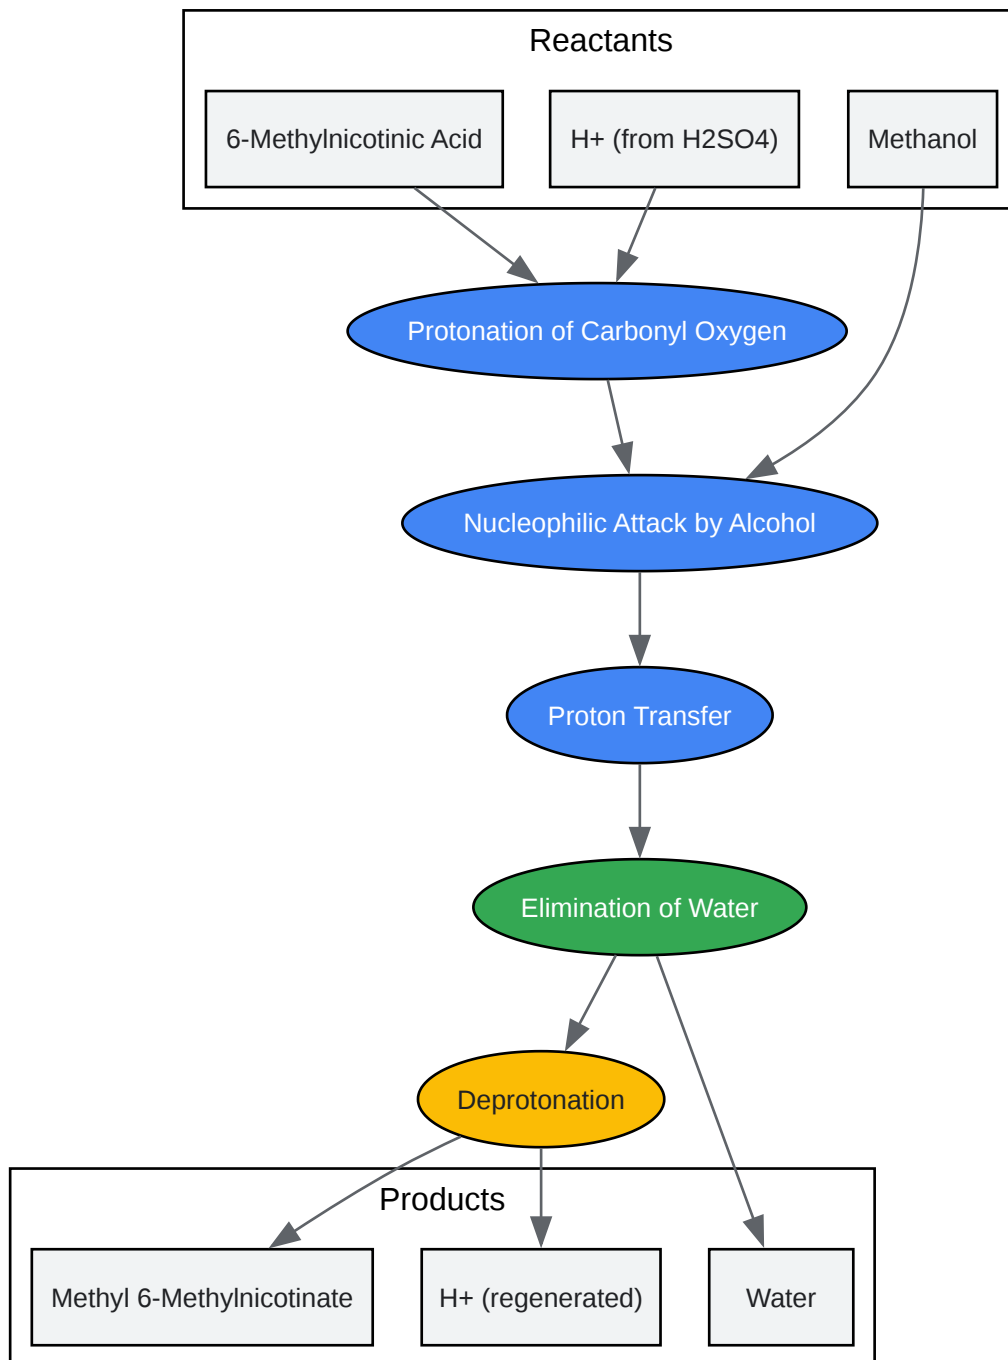 Reactants
6-Methylnicotinic Acid
H+ (from H2SO4)
Methanol
Protonation of Carbonyl Oxygen
Nucleophilic Attack by Alcohol
Proton Transfer
Elimination of Water
Deprotonation
Products
Methyl 6-Methylnicotinate
H+ (regenerated)
Water